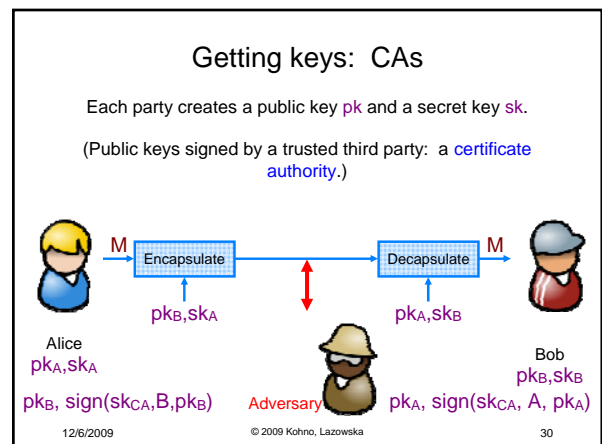 Getting keys: CAs
Each party creates a public key pk and a secret key sk.
(Public keys signed by a trusted third party: a certificate
authority.)
M
Encapsulate
Decapsulate
M
pkB,skA
pkA,skB
Alice
pkA,skA
Bob
pkB,skB
pkB, sign(skCA,B,pkB)
Adversary
pkA, sign(skCA, A, pkA)
12/6/2009
© 2009 Kohno, Lazowska
30